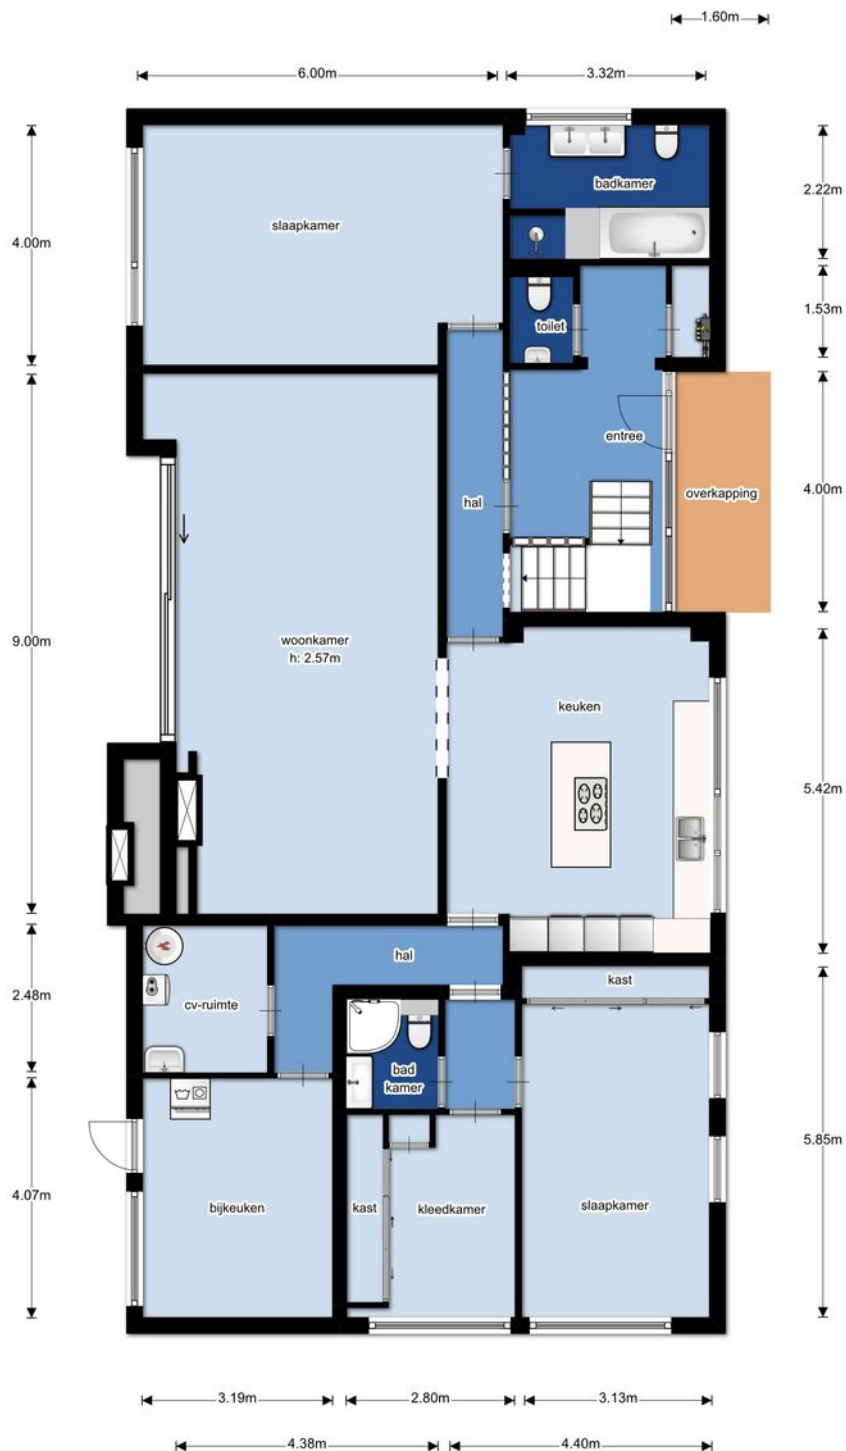 1.60m
6.00m
3.32m
badkamer
2.22m
slaapkamer
4.00m
1.53m
toilet
entree
hal
overkapping
4.00m
9.00m
woonkamer
h: 2.57m
keuken
5.42m
hal
kast
2.48m
cv-ruimte
bad
kamer
5.85m
4.07m
bijkeuken
kast
kleedkamer
slaapkamer
3.19m
2.80m
3.13m
4.38m
4.40m